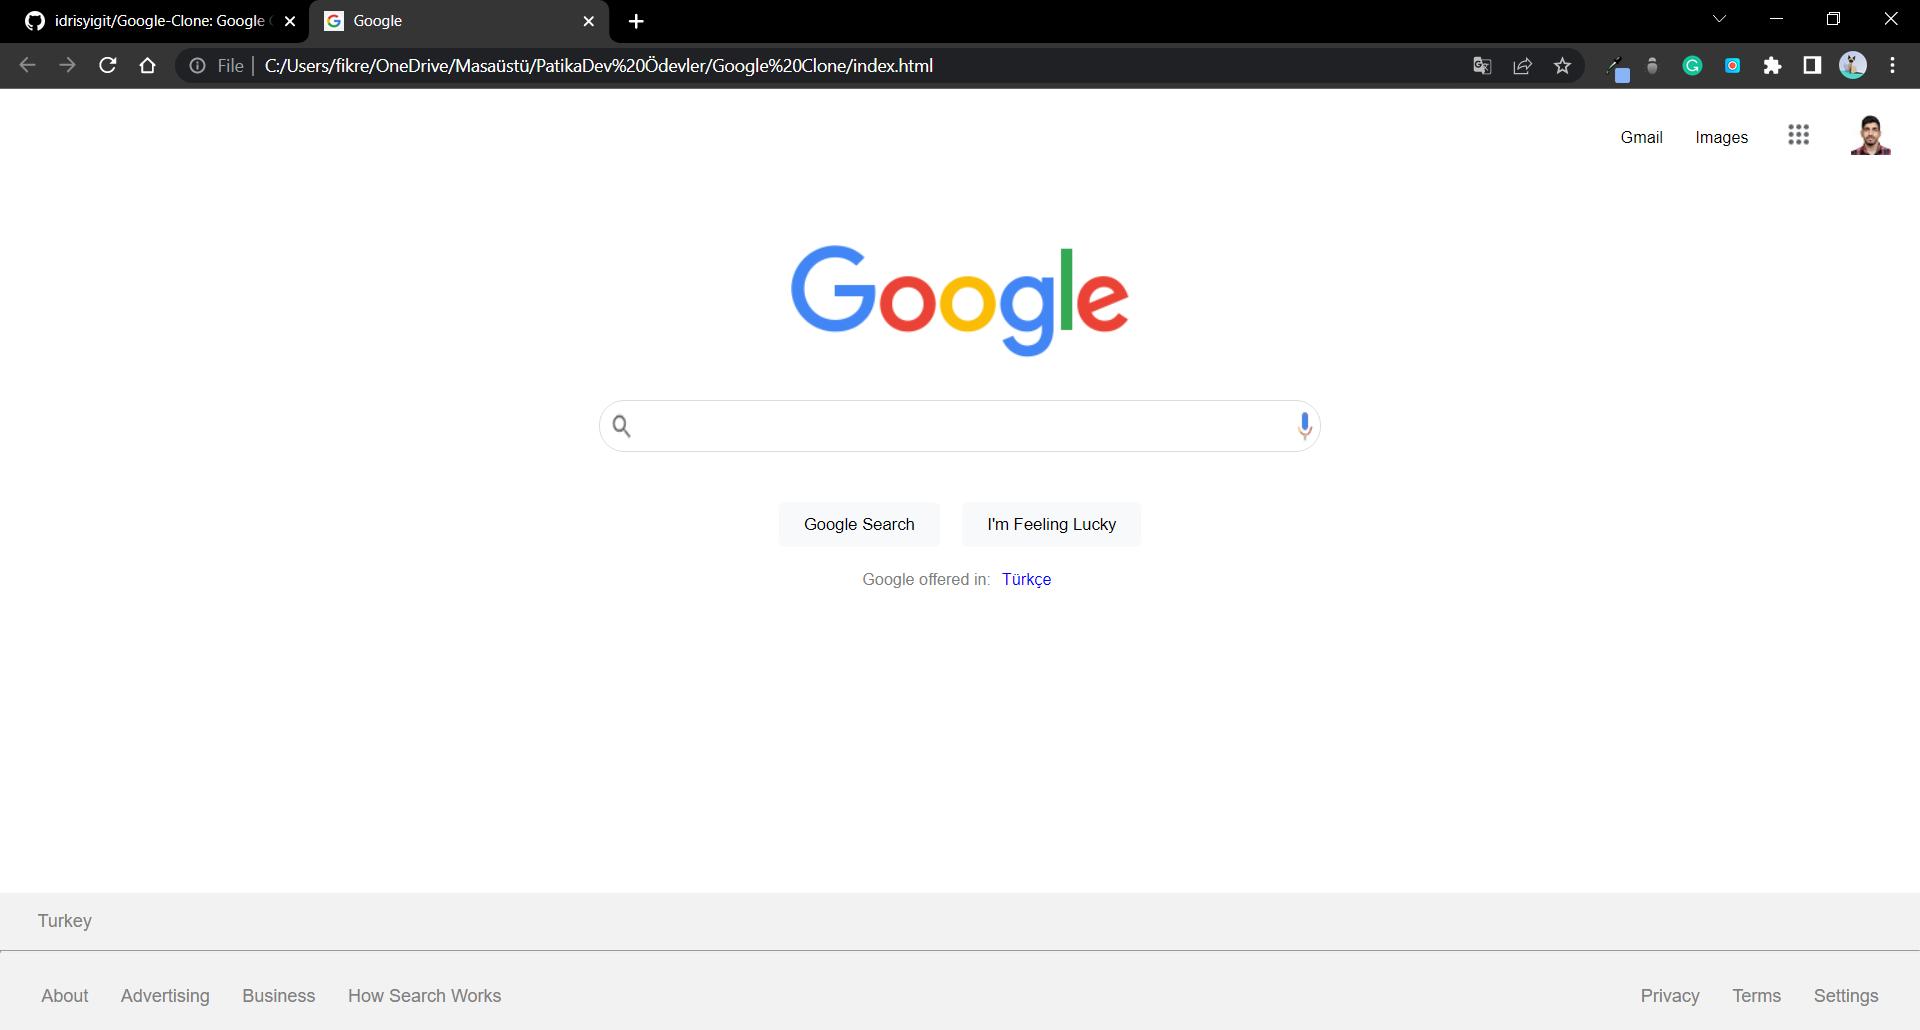 idrisyigit/Google-Clone: Google
Google
File
C:/Users/fikre/OneDrive/Masaüstü/PatikaDev%20Ödevler/Google%20Clone/index.html
Gmail Images
Google
Google Search I'm Feeling Lucky
Google offered in: Türkçe
Turkey
About Advertising Business How Search Works Privacy Terms Settings